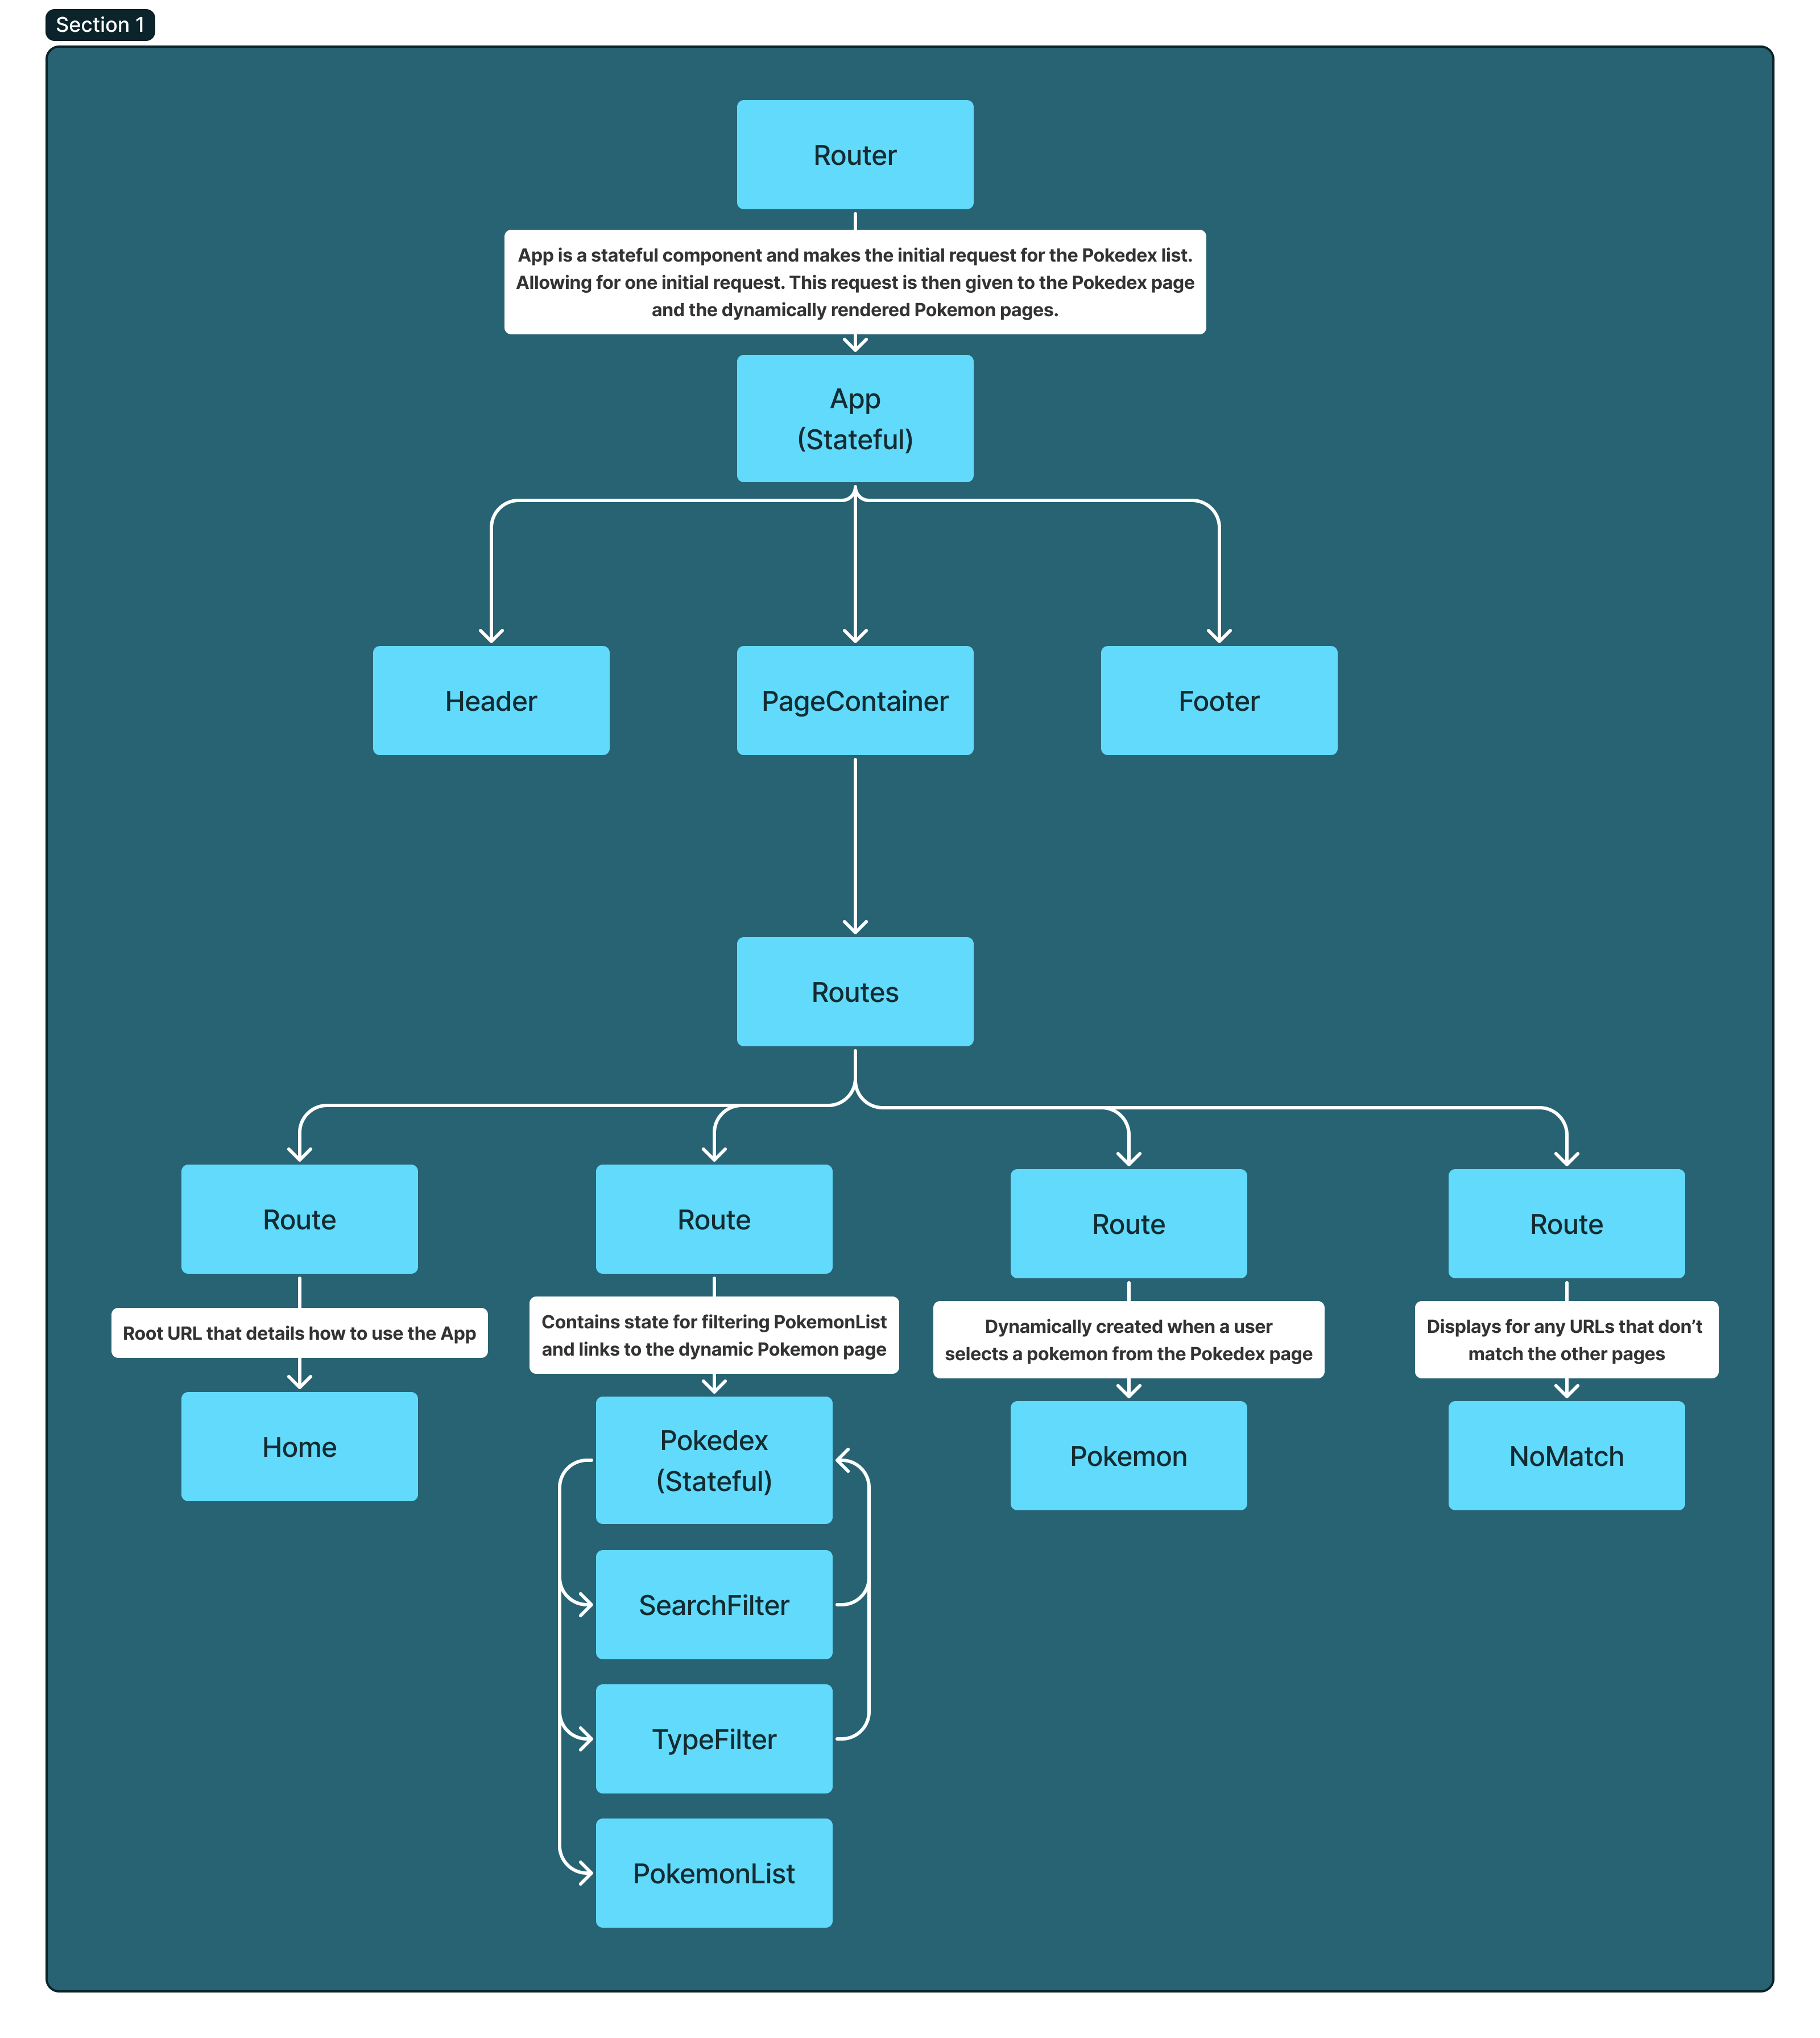 Section 1
Router
App is a stateful component and makes the initial request for the Pokedex list.
Allowing for one initial request. This request is then given to the Pokedex page
and the dynamically rendered Pokemon pages.
App
(Stateful)
Header
PageContainer
Footer
Routes
Route
Route
Route
Route
Root URL that details how to use the App
Contains state for filtering PokemonList
and links to the dynamic Pokemon page
Dynamically created when a user
selects a pokemon from the Pokedex page
Displays for any URLs that don’t
match the other pages
Home
Pokedex
(Stateful)
Pokemon
NoMatch
SearchFilter
TypeFilter
PokemonList